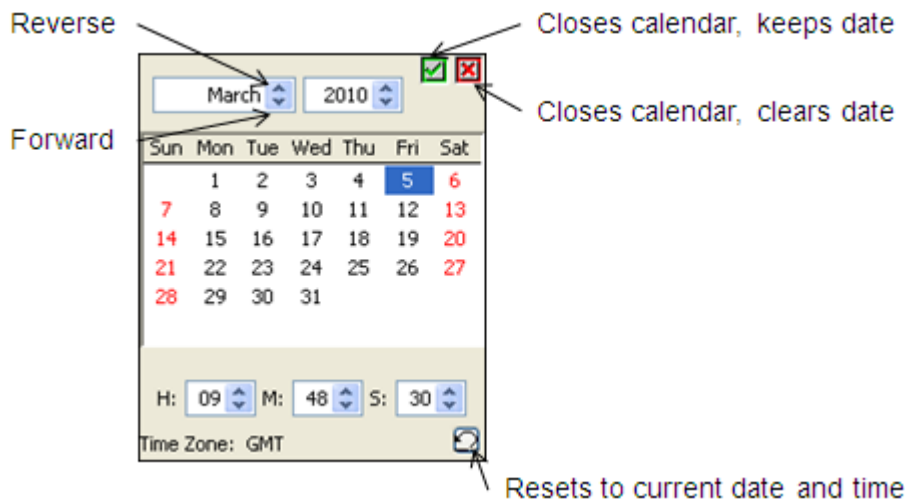 Reverse
Closes calendar, keeps date
March 2010
Closes calendar, clears date
Forward
Sun Mon Tue Wed Thu Fri Sat
1 2 3 4 5 6
7 8 9 10 11 12 13
14 15 16 17 18 19 20
21 22 23 24 25 26 27
28 29 30 31
H: 09 M: 48 S: 30
Time Zone: GMT
Resets to current date and time